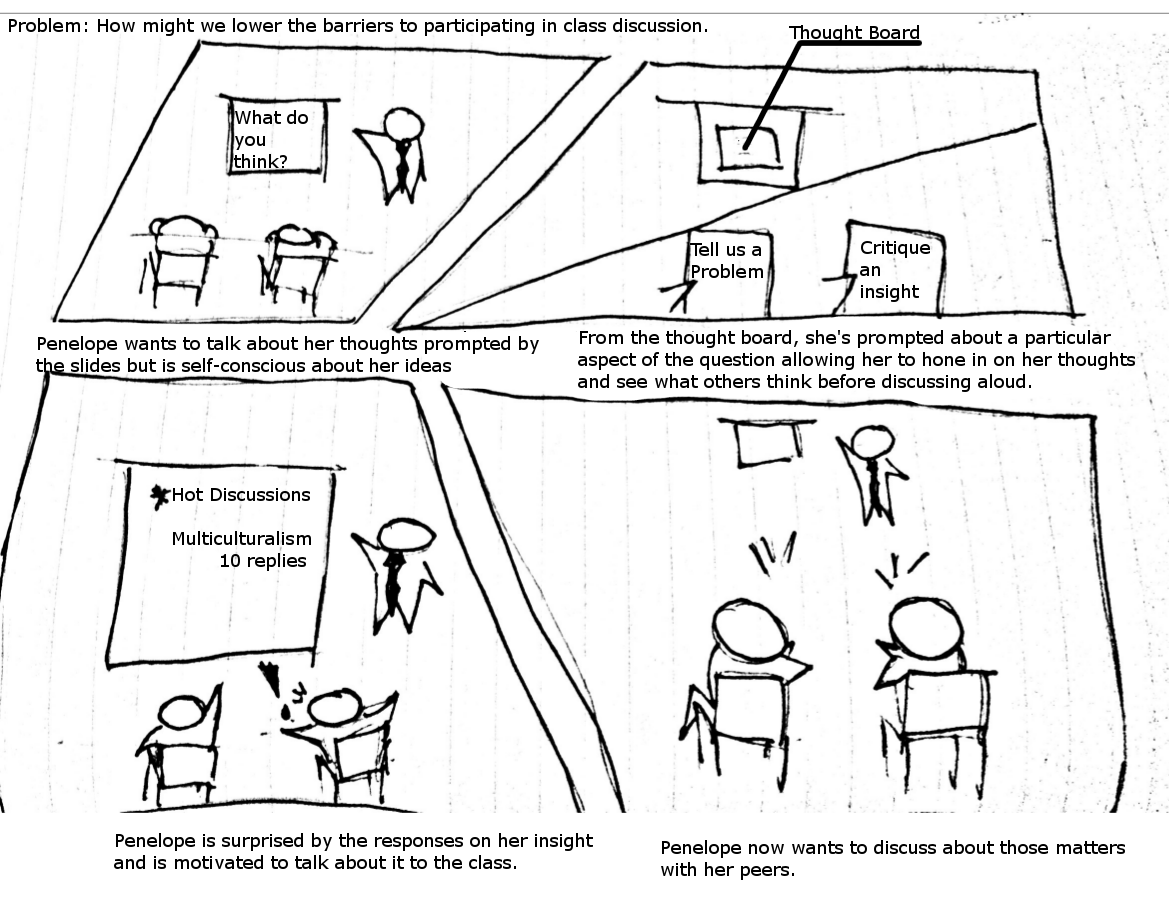 Problem: How might we lower the barriers to participating in class discussion.
Thought Board
What do
you
think?
Tell us a
Problem
Critique
an
insight
Penelope wants to talk about her thoughts prompted by
the slides but is self-conscious about her ideas
From the thought board, she's prompted about a particular
aspect of the question allowing her to hone in on her thoughts
and see what others think before discussing aloud.
Hot Discussions
Multiculturalism
10 replies
Penelope is surprised by the responses on her insight
and is motivated to talk about it to the class.
Penelope now wants to discuss about those matters
with her peers.